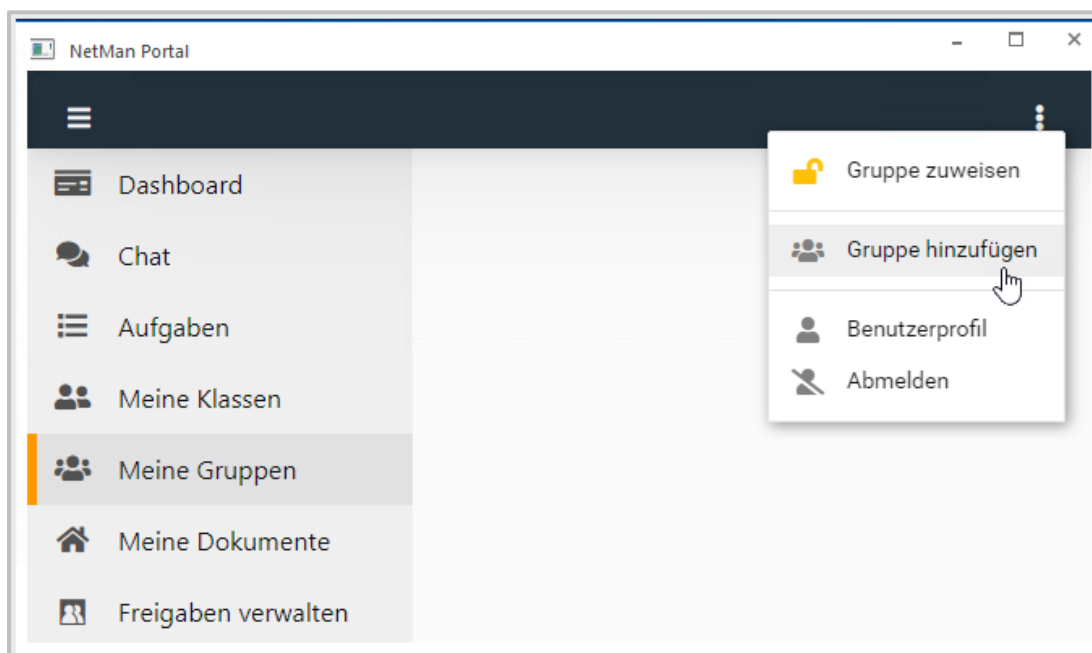 NetMan Portal
Dashboard
Chat
Aufgaben
Meine Klassen
Meine Gruppen
Meine Dokumente
Freigaben verwalten
Gruppe zuweisen
Gruppe hinzufügen
Benutzerprofil
Abmelden